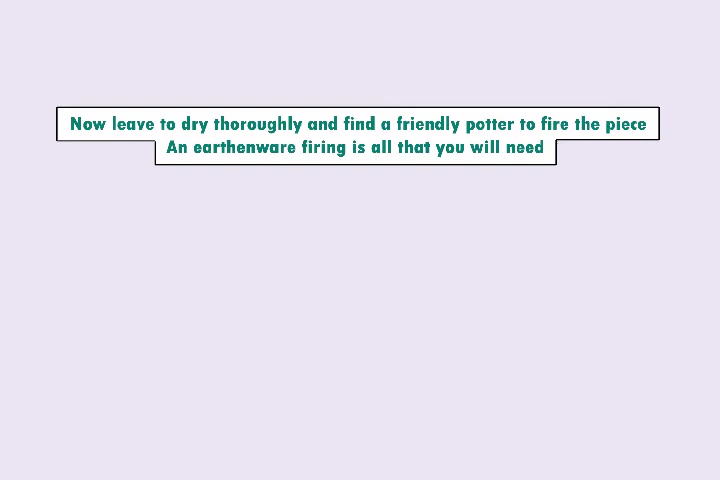 Now leave to dry thoroughly and find a friendly potter to fire the piece
An earthenware firing is all that you will need